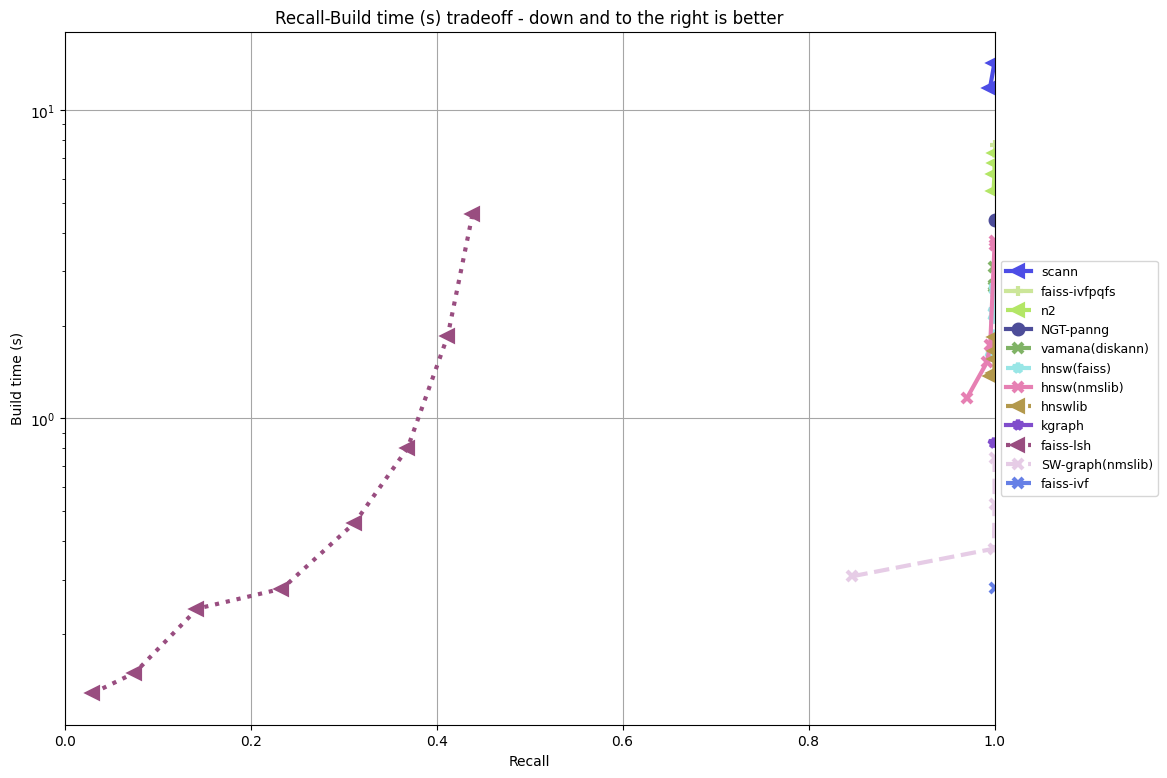 Recall-Build time (s) tradeoff - down and to the right is better
Build time (s)
10¹
10⁰
0.0 0.2 0.4 0.6 0.8 1.0
Recall
scann
faiss-ivfpqfs
n2
NGT-panng
vamana(diskann)
hnsw(faiss)
hnsw(nmslib)
hnswlib
kgraph
faiss-lsh
SW-graph(nmslib)
faiss-ivf